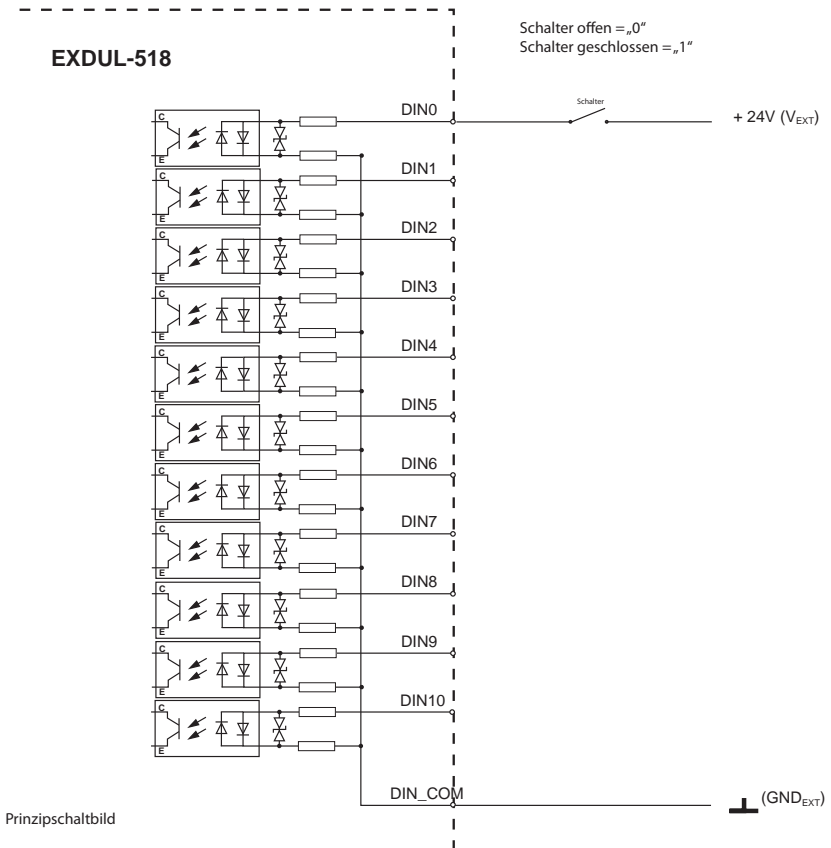 Schalter offen =„0“
Schalter geschlossen =„1“
EXDUL-518
Schalter
+ 24V (VEXT)
C
E
DIN0
C
E
DIN1
C
E
DIN2
C
E
DIN3
C
E
DIN4
C
E
DIN5
C
E
DIN6
C
E
DIN7
C
E
DIN8
C
E
DIN9
C
E
DIN10
DIN_COM
(GNDEXT)
Prinzipschaltbild